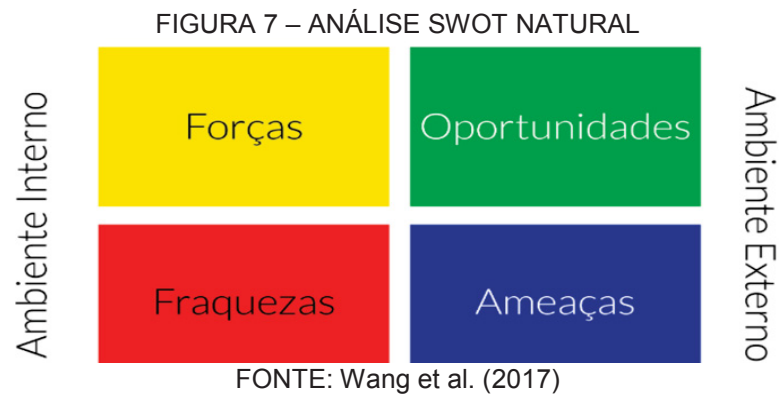 FIGURA 7 – ANÁLISE SWOT NATURAL
Ambiente Interno
Forças
Oportunidades
Fraquezas
Ameaças
Ambiente Externo
FONTE: Wang et al. (2017)